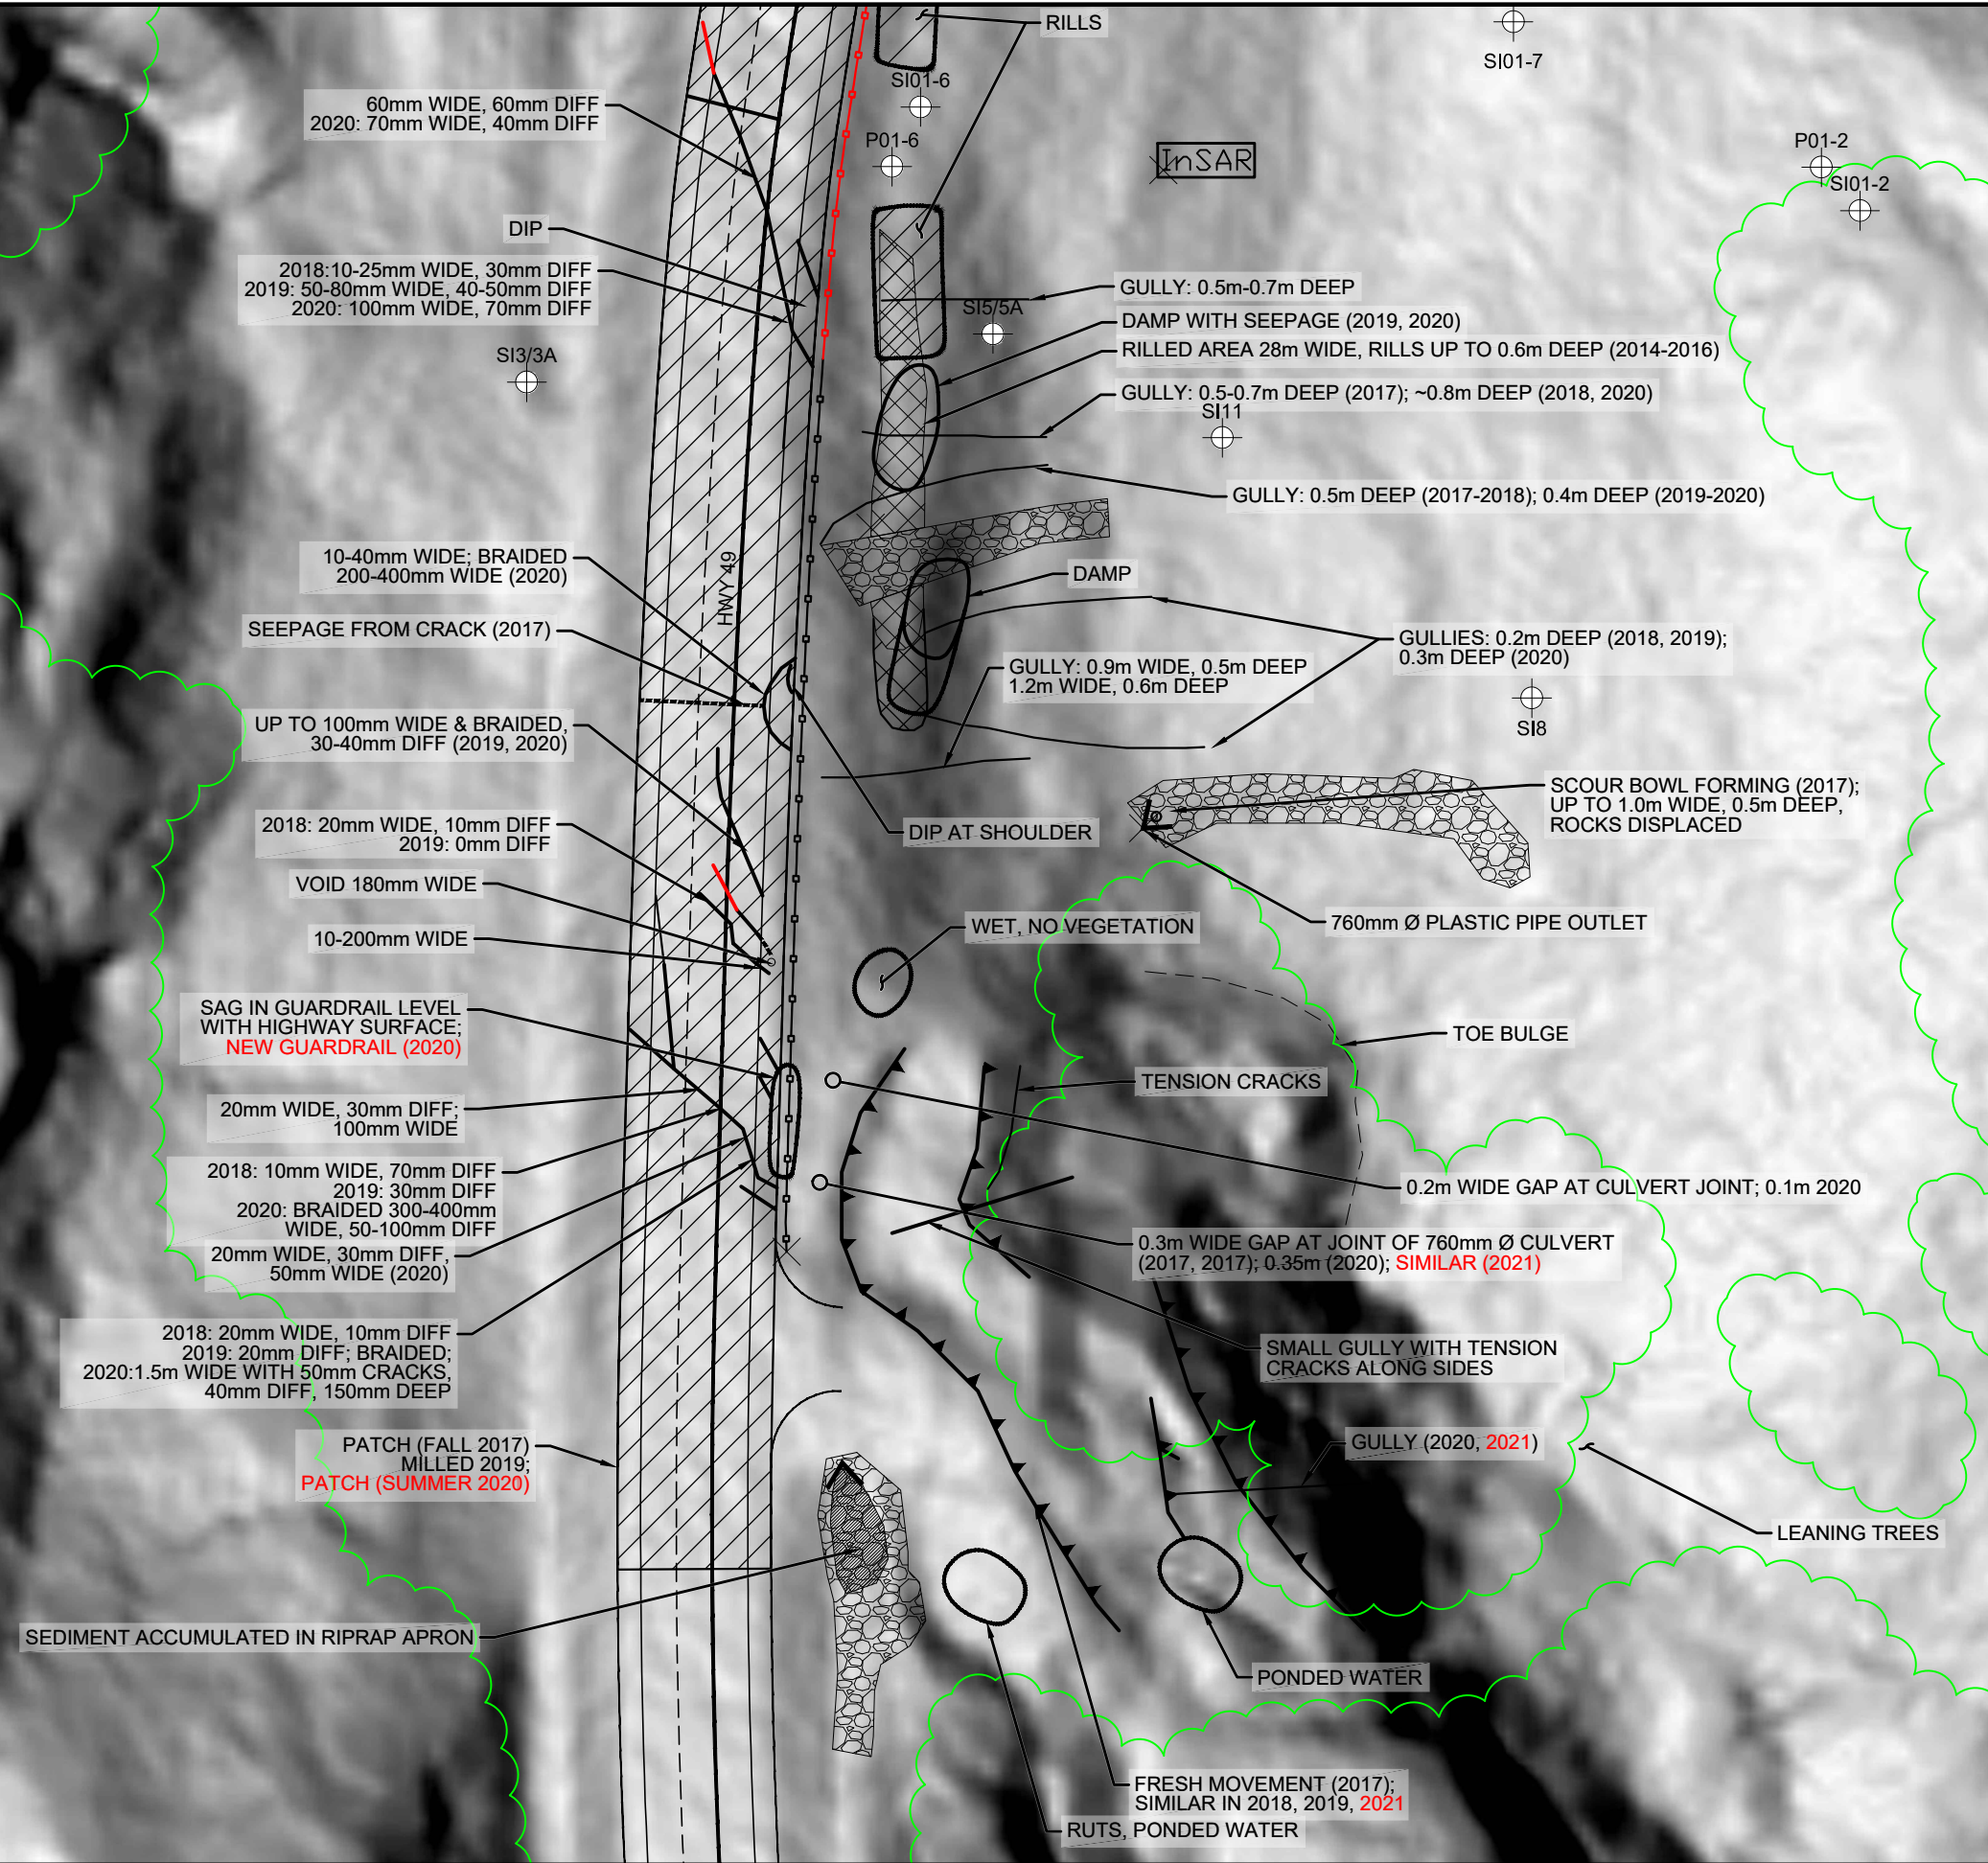 RILLS
SI01-6
SI01-7
60mm WIDE, 60mm DIFF
2020: 70mm WIDE, 40mm DIFF
P01-6
InSAR
P01-2
SI01-2
DIP
2018:10-25mm WIDE, 30mm DIFF
2019: 50-80mm WIDE, 40-50mm DIFF
2020: 100mm WIDE, 70mm DIFF
SI3/3A
GULLY: 0.5m-0.7m DEEP
SI5/5A
DAMP WITH SEEPAGE (2019, 2020)
RILLED AREA 28m WIDE, RILLS UP TO 0.6m DEEP (2014-2016)
GULLY: 0.5-0.7m DEEP (2017); ~0.8m DEEP (2018, 2020)
SI11
GULLY: 0.5m DEEP (2017-2018); 0.4m DEEP (2019-2020)
10-40mm WIDE; BRAIDED
200-400mm WIDE (2020)
HWY 49
DAMP
SEEPAGE FROM CRACK (2017)
GULLIES: 0.2m DEEP (2018, 2019);
0.3m DEEP (2020)
GULLY: 0.9m WIDE, 0.5m DEEP
1.2m WIDE, 0.6m DEEP
SI8
UP TO 100mm WIDE & BRAIDED,
30-40mm DIFF (2019, 2020)
SCOUR BOWL FORMING (2017);
UP TO 1.0m WIDE, 0.5m DEEP,
ROCKS DISPLACED
2018: 20mm WIDE, 10mm DIFF
2019: 0mm DIFF
DIP AT SHOULDER
VOID 180mm WIDE
760mm Ø PLASTIC PIPE OUTLET
10-200mm WIDE
WET, NO VEGETATION
SAG IN GUARDRAIL LEVEL
WITH HIGHWAY SURFACE;
NEW GUARDRAIL (2020)
TOE BULGE
TENSION CRACKS
20mm WIDE, 30mm DIFF;
100mm WIDE
2018: 10mm WIDE, 70mm DIFF
2019: 30mm DIFF
2020: BRAIDED 300-400mm
WIDE, 50-100mm DIFF
0.2m WIDE GAP AT CULVERT JOINT; 0.1m 2020
20mm WIDE, 30mm DIFF,
50mm WIDE (2020)
0.3m WIDE GAP AT JOINT OF 760mm Ø CULVERT
(2017, 2017); 0.35m (2020); SIMILAR (2021)
2018: 20mm WIDE, 10mm DIFF
2019: 20mm DIFF; BRAIDED;
2020:1.5m WIDE WITH 50mm CRACKS,
40mm DIFF, 150mm DEEP
SMALL GULLY WITH TENSION
CRACKS ALONG SIDES
PATCH (FALL 2017)
MILLED 2019;
PATCH (SUMMER 2020)
GULLY (2020, 2021)
LEANING TREES
SEDIMENT ACCUMULATED IN RIPRAP APRON
PONDED WATER
FRESH MOVEMENT (2017);
SIMILAR IN 2018, 2019, 2021
RUTS, PONDED WATER